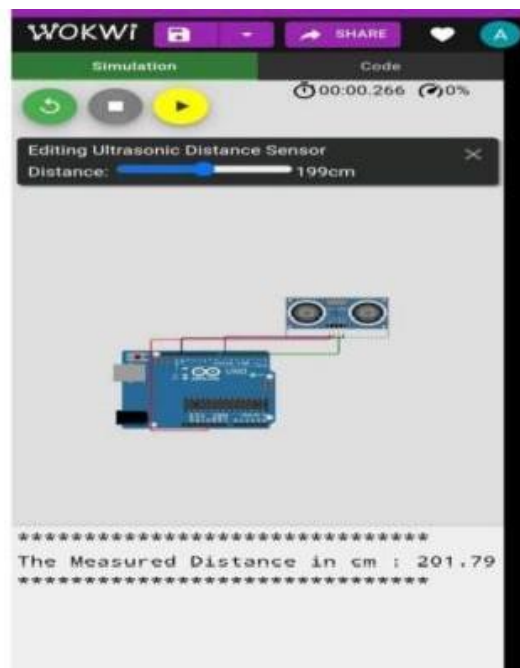 WOKWI
SHARE
A
Simulation
Code
00:00.266
0%
Editing Ultrasonic Distance Sensor
Distance:
199cm
UNO
*******************************
The Measured Distance in cm : 201.79
*******************************